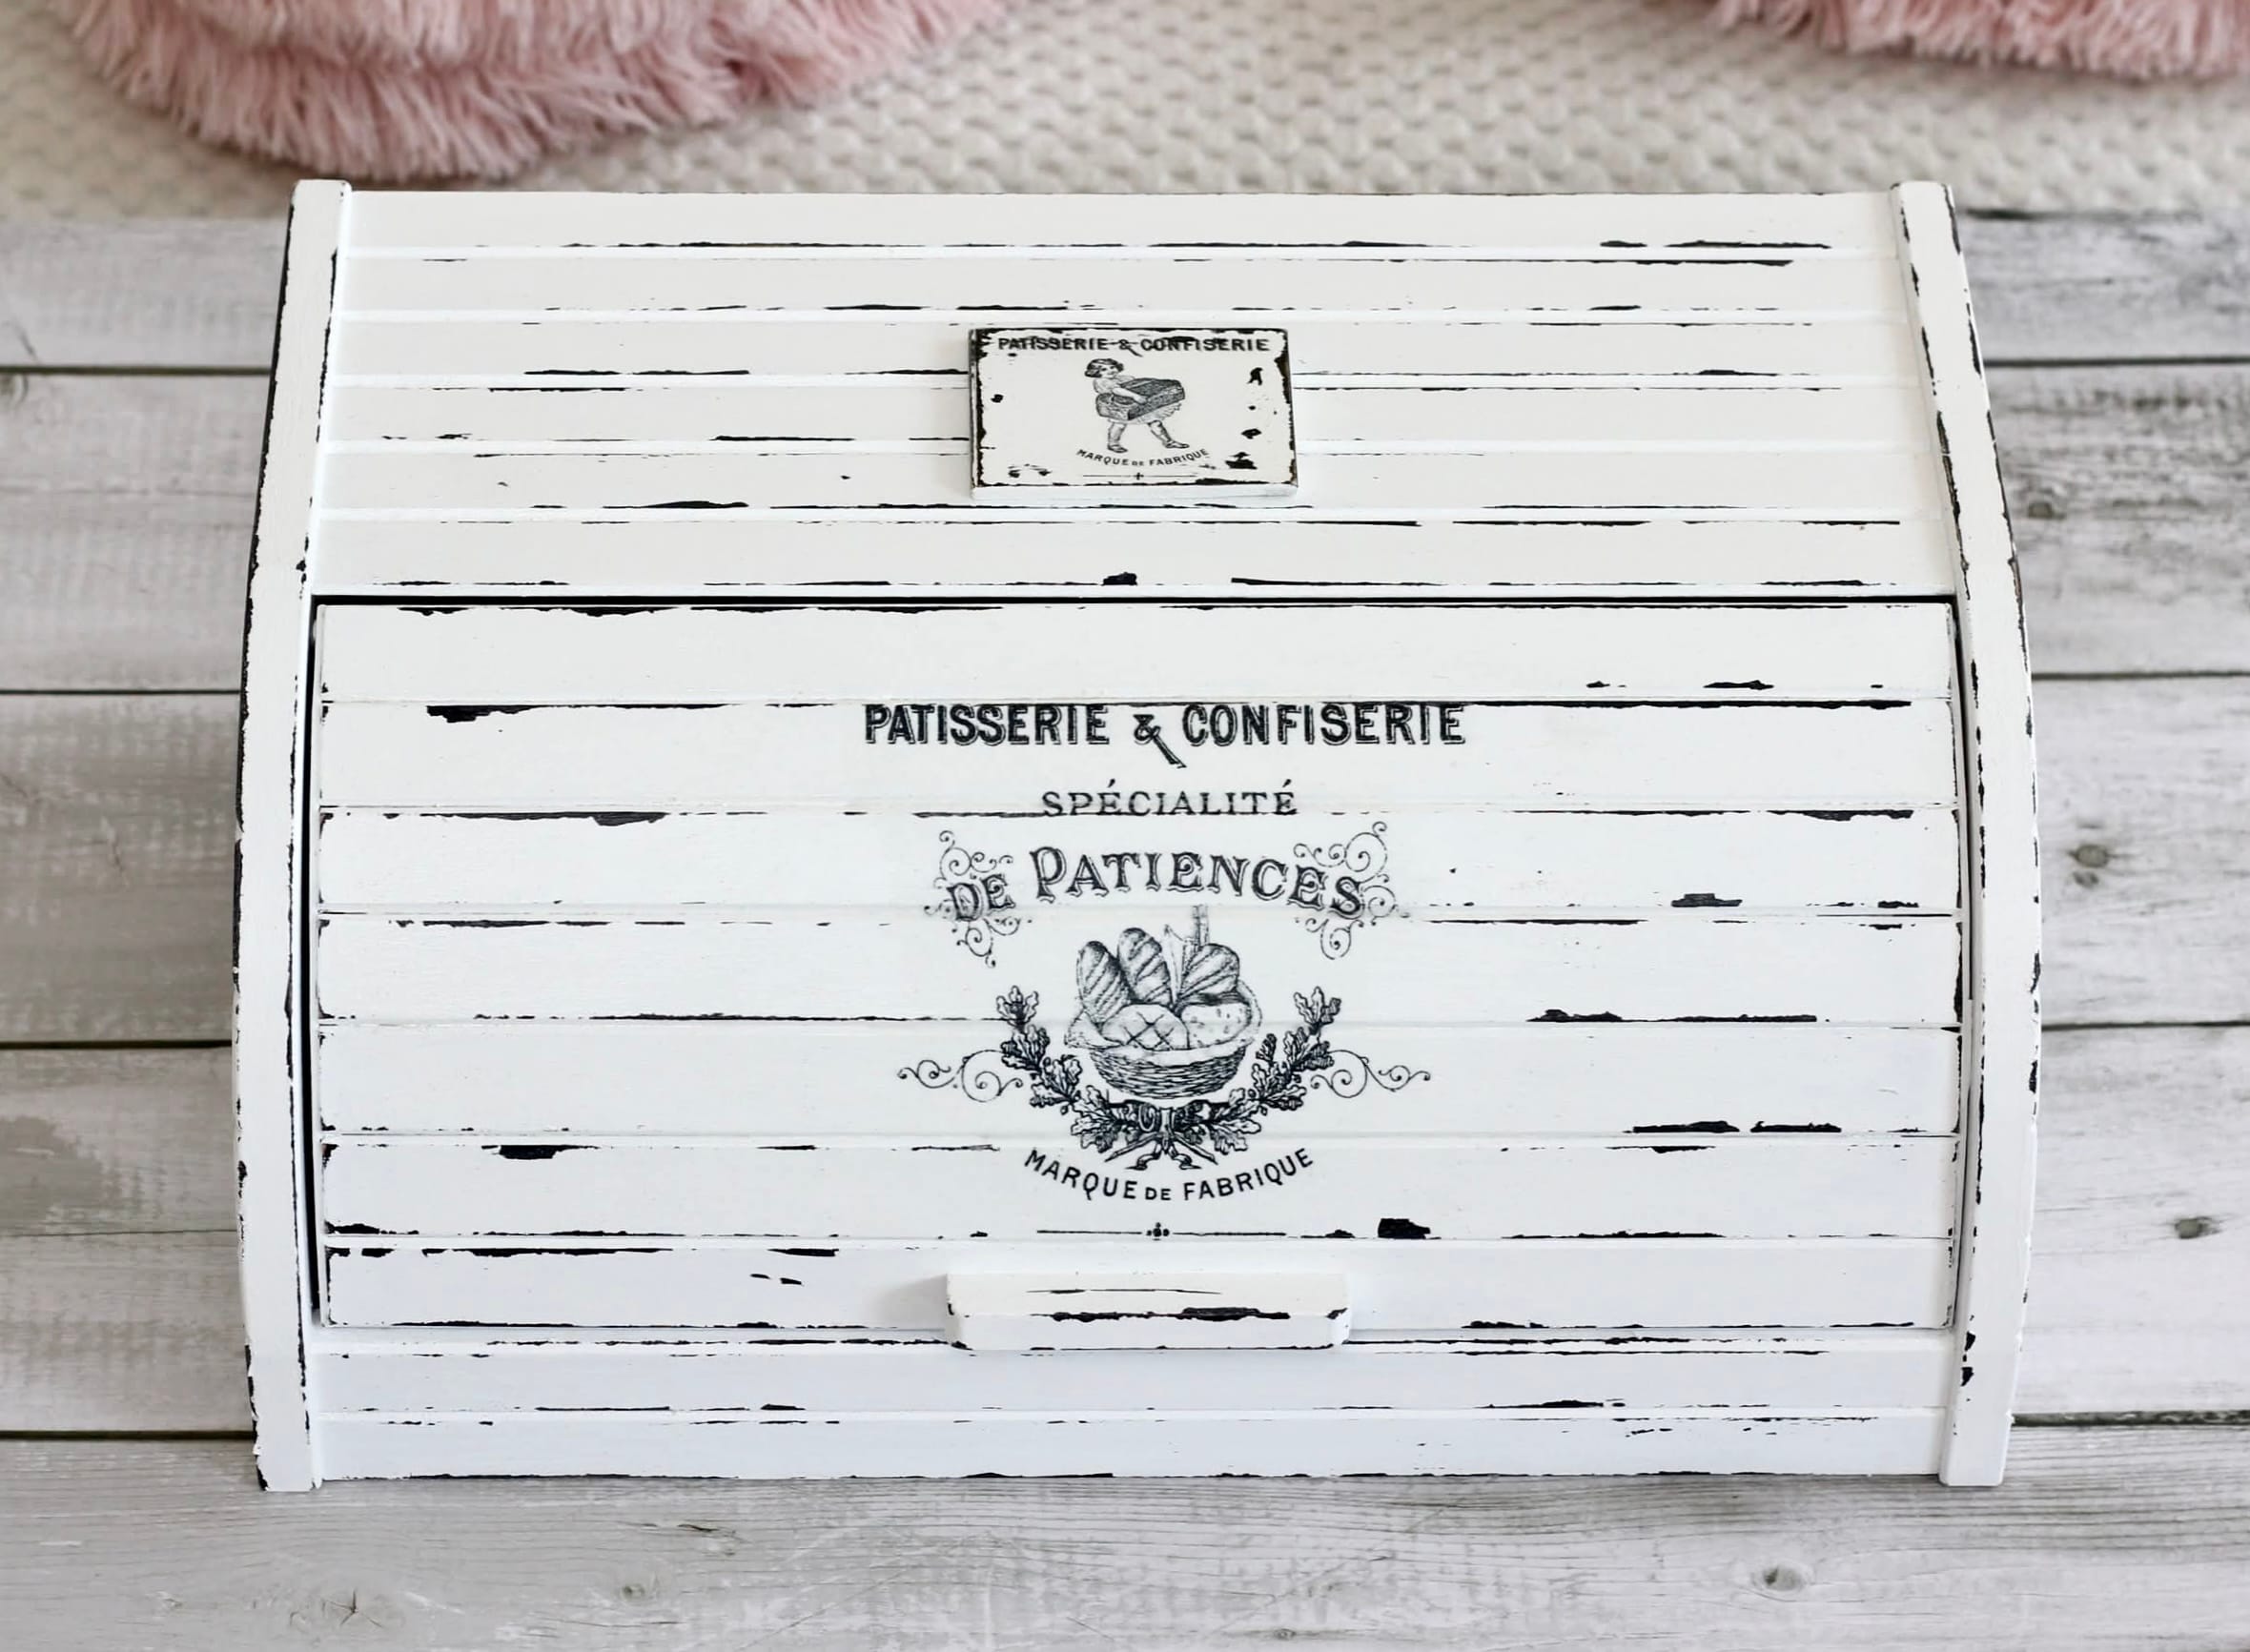 PATISSERIE & CONFISERIE
MARQUE DE FABRIQUE
PATISSERIE & CONFISERIE
SPÉCIALITÉ
DE PATIENCES
MARQUE DE FABRIQUE